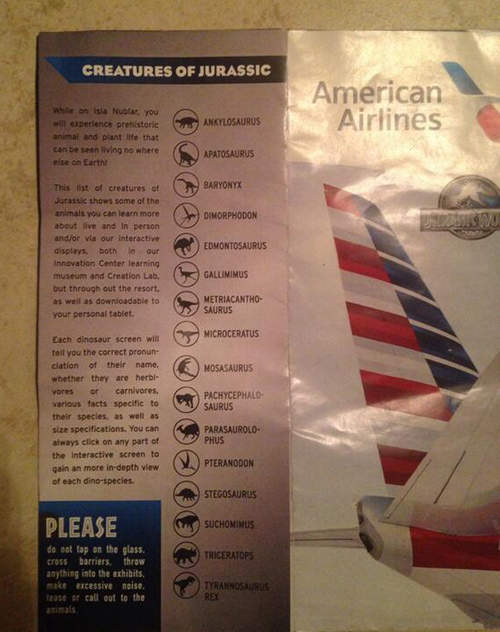 CREATURES OF JURASSIC
While on Isla Nublar, you
will experience prehistoric
animal and plant life that
can be seen living no where
else on Earth!
This list of creatures of
Jurassic shows some of the
animals you can learn more
about live and in person
and/or via our interactive
displays, both in our
Innovation Center learning
museum and Creation Lab,
but through out the resort,
as well as downloadable to
your personal tablet.
Each dinosaur screen will
tell you the correct pronun-
ciation of their name,
whether they are herbi-
vores or carnivores,
various facts specific to
their species, as well as
size specifications. You can
always click on any part of
the interactive screen to
gain an more in-depth view
of each dino-species.
PLEASE
do not tap on the glass,
cross barriers, throw
anything into the exhibits,
make excessive noise,
tease or call out to the
animals.
ANKYLOSAURUS
APATOSAURUS
BARYONYX
DIMORPHODON
EDMONTOSAURUS
GALLIMIMUS
METRIACANTHO-
SAURUS
MICROCERATUS
MOSASAURUS
PACHYCEPHALO-
SAURUS
PARASAUROLO-
PHUS
PTERANODON
STEGOSAURUS
SUCHOMIMUS
TRICERATOPS
TYRANNOSAURUS
REX
American
Airlines